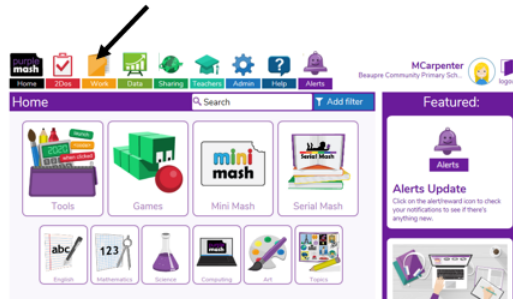 purple
mash
Home 2Dos Work Data Sharing Teachers Admin Help Alerts
MCarpenter
Beaupre Community Primary Sch...
logou
Home
Search
Add filter
2020
when clicked
mini
mash
Serial Mash
Tools Games Mini Mash Serial Mash
abc
123
mash
English Mathematics Science Computing Art Topics
Featured:
Alerts
Alerts Update
Click on the alert/reward icon to check
your notifications to see if there's
anything new.